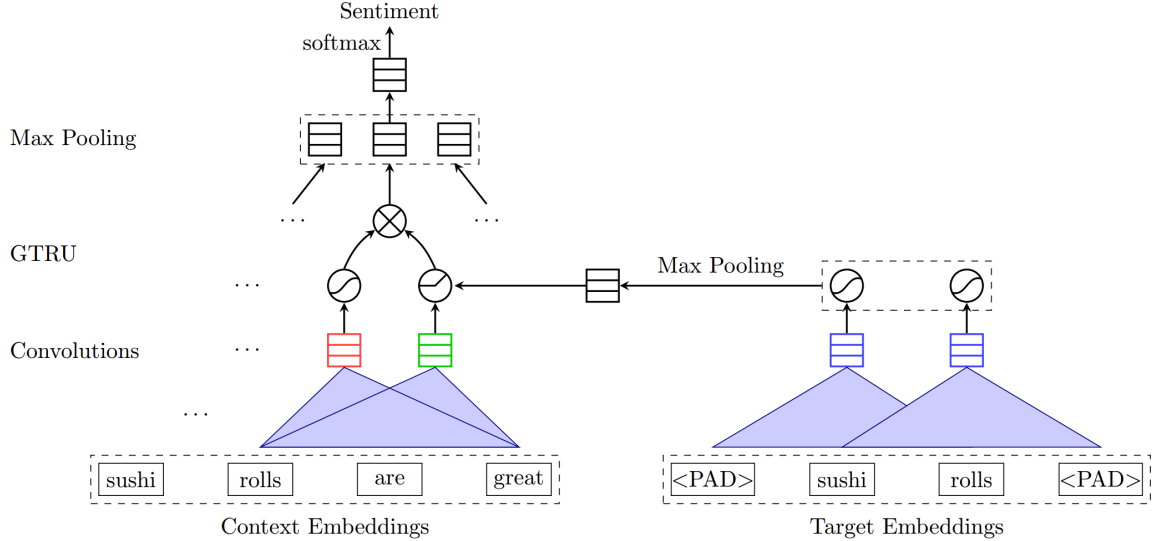 Sentiment
softmax
Max Pooling
· · ·
· · ·
GTRU
Max Pooling
· · ·
Convolutions
· · ·
· · ·
sushi rolls are great
<PAD> sushi rolls <PAD>
Context Embeddings
Target Embeddings